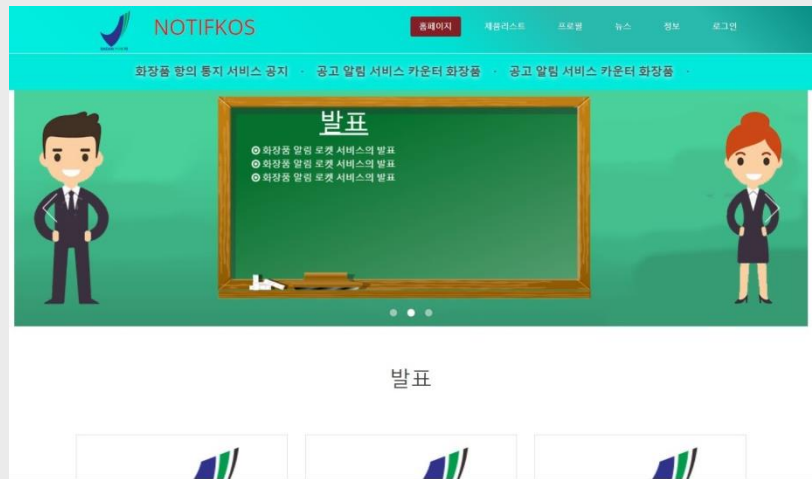 NOTIFKOS
홈페이지 제품리스트 프로필 뉴스 정보 로그인
화장품 항의 통지 서비스 공지 · 공고 알림 서비스 카운터 화장품 · 공고 알림 서비스 카운터 화장품 ·
발표
화장품 알림 로켓 서비스의 발표
화장품 알림 로켓 서비스의 발표
화장품 알림 로켓 서비스의 발표
발표